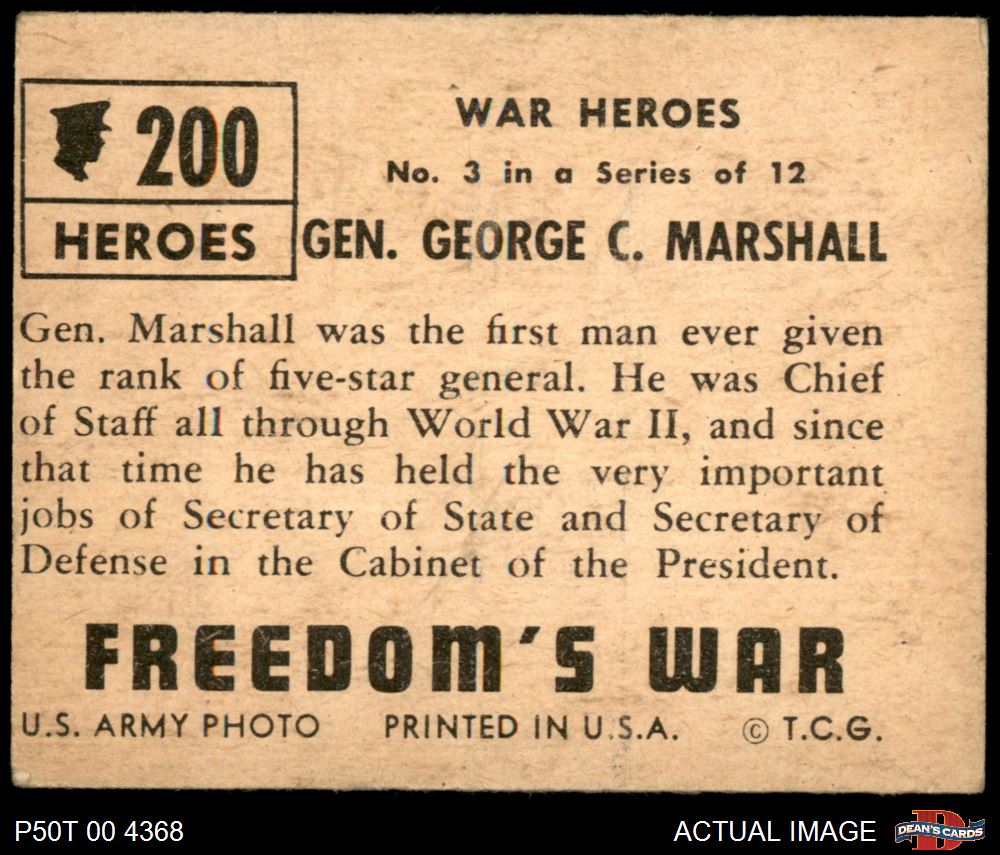 200
HEROES
WAR HEROES
No. 3 in a Series of 12
GEN. GEORGE C. MARSHALL
Gen. Marshall was the first man ever given
the rank of five-star general. He was Chief
of Staff all through World War II, and since
that time he has held the very important
jobs of Secretary of State and Secretary of
Defense in the Cabinet of the President.
FREEDOM'S WAR
U.S. ARMY PHOTO PRINTED IN U.S.A. © T.C.G.
P50T 00 4368 ACTUAL IMAGE D DEAN'S CARDS